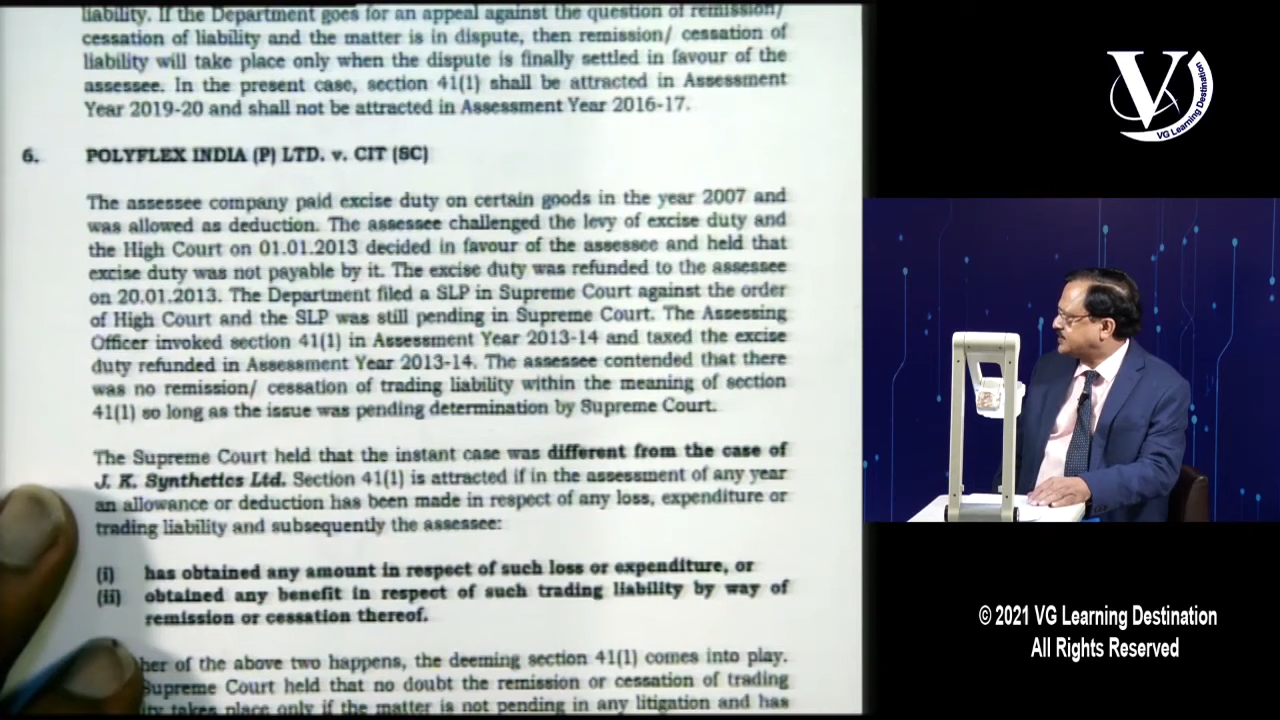 liability. If the Department goes for an appeal against the question of remission/
cessation of liability and the matter is in dispute, then remission/ cessation of
liability will take place only when the dispute is finally settled in favour of the
assessee. In the present case, section 41(1) shall be attracted in Assessment
Year 2019-20 and shall not be attracted in Assessment Year 2016-17.
6. POLYFLEX INDIA (P) LTD. v. CIT (SC)
The assessee company paid excise duty on certain goods in the year 2007 and
was allowed as deduction. The assessee challenged the levy of excise duty and
the High Court on 01.01.2013 decided in favour of the assessee and held that
excise duty was not payable by it. The excise duty was refunded to the assessee
on 20.01.2013. The Department filed a SLP in Supreme Court against the order
of High Court and the SLP was still pending in Supreme Court. The Assessing
Officer invoked section 41(1) in Assessment Year 2013-14 and taxed the excise
duty refunded in Assessment Year 2013-14. The assessee contended that there
was no remission/ cessation of trading liability within the meaning of section
41(1) so long as the issue was pending determination by Supreme Court.
The Supreme Court held that the instant case was different from the case of
J. K. Synthetics Ltd. Section 41(1) is attracted if in the assessment of any year
an allowance or deduction has been made in respect of any loss, expenditure or
trading liability and subsequently the assessee:
(i) has obtained any amount in respect of such loss or expenditure, or
(ii) obtained any benefit in respect of such trading liability by way of
remission or cessation thereof.
of the above two happens, the deeming section 41(1) comes into play.
Supreme Court held that no doubt the remission or cessation of trading
takes place only if the matter is not pending in any litigation and has
V
VG Learning Destination
© 2021 VG Learning Destination
All Rights Reserved